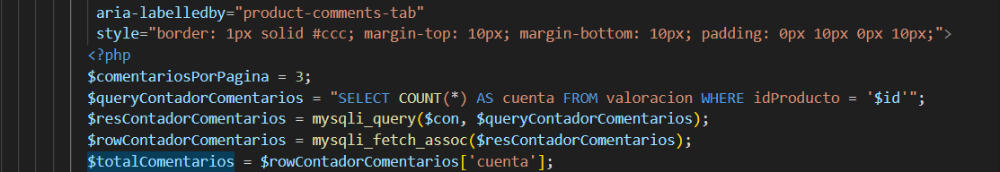 aria-labelledby="product-comments-tab"
style="border: 1px solid #ccc; margin-top: 10px; margin-bottom: 10px; padding: 0px 10px 0px 10px;">
<?php
$comentariosPorPagina = 3;
$queryContadorComentarios = "SELECT COUNT(*) AS cuenta FROM valoracion WHERE idProducto = '$id'";
$resContadorComentarios = mysqli_query($con, $queryContadorComentarios);
$rowContadorComentarios = mysqli_fetch_assoc($resContadorComentarios);
$totalComentarios = $rowContadorComentarios['cuenta'];